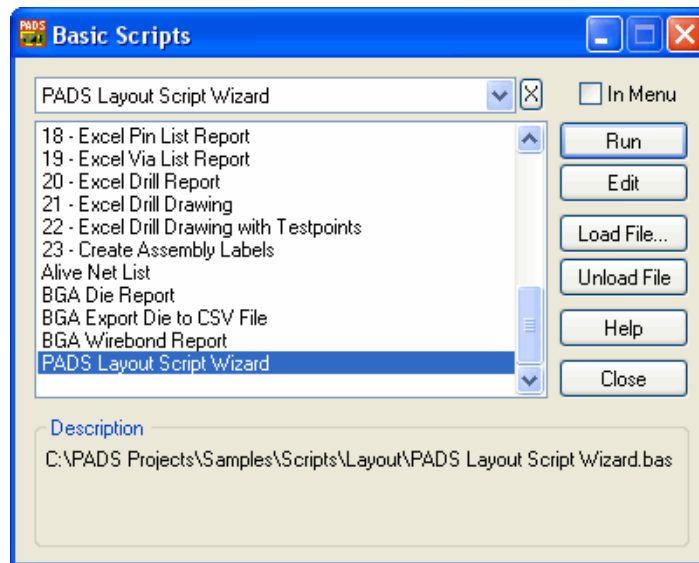 PADS
Basic Scripts
PADS Layout Script Wizard
In Menu
18 - Excel Pin List Report
19 - Excel Via List Report
20 - Excel Drill Report
21 - Excel Drill Drawing
22 - Excel Drill Drawing with Testpoints
23 - Create Assembly Labels
Alive Net List
BGA Die Report
BGA Export Die to CSV File
BGA Wirebond Report
PADS Layout Script Wizard
Run
Edit
Load File...
Unload File
Help
Close
Description
C:\PADS Projects\Samples\Scripts\Layout\PADS Layout Script Wizard.bas